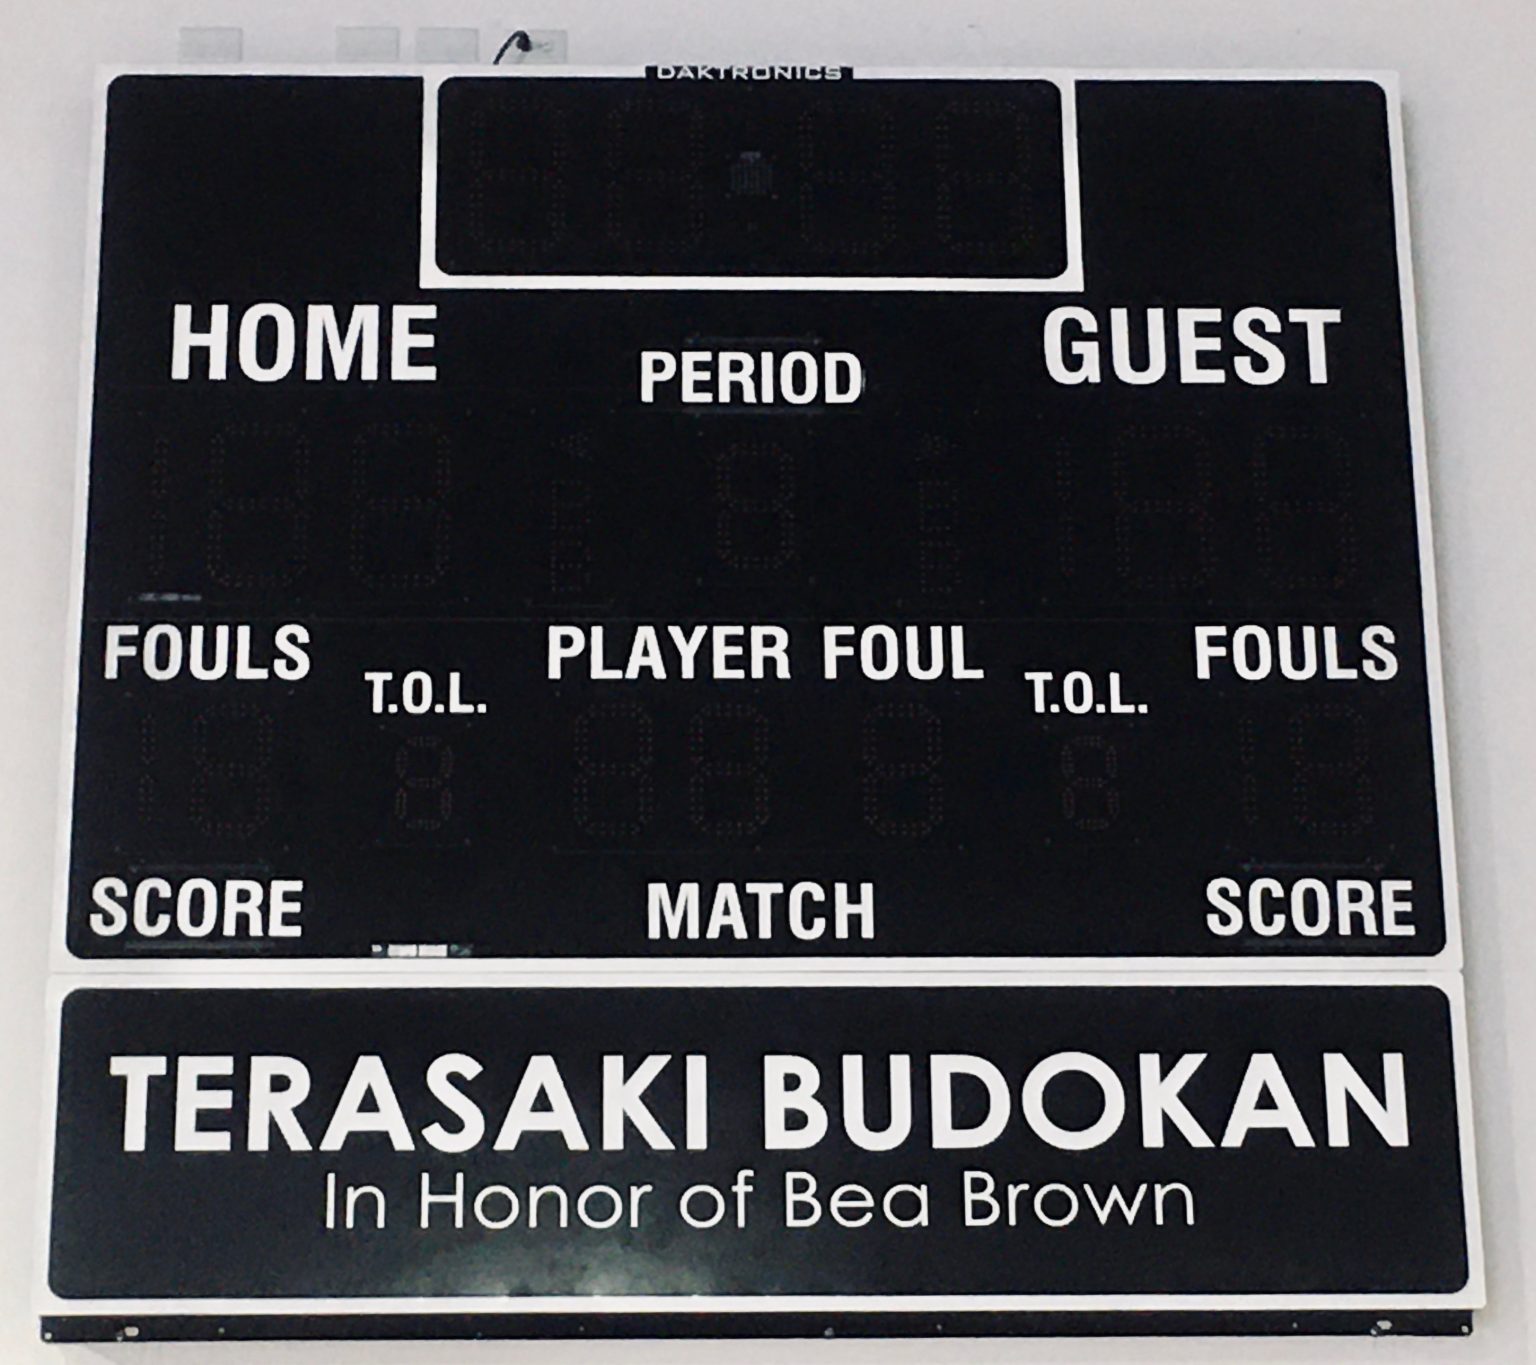 DAKTRONICS
HOME GUEST
PERIOD
FOULS PLAYER FOUL FOULS
T.O.L. T.O.L.
SCORE MATCH SCORE
TERASAKI BUDOKAN
In Honor of Bea Brown